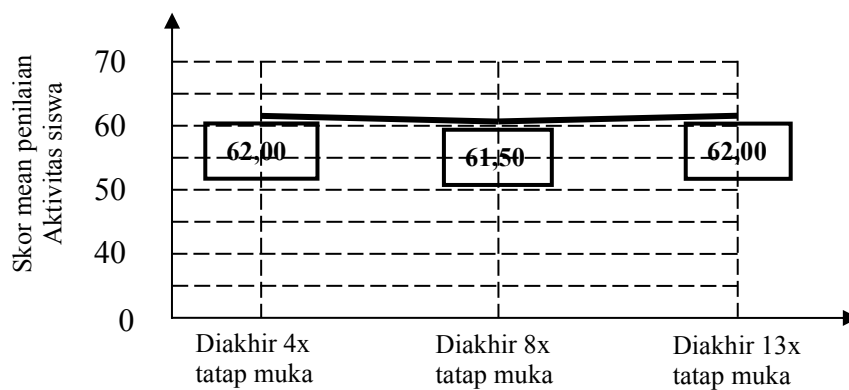 Skor mean penilaian
Aktivitas siswa
70
60
50
40
0
62,00
61,50
62,00
Diakhir 4x
tatap muka
Diakhir 8x
tatap muka
Diakhir 13x
tatap muka